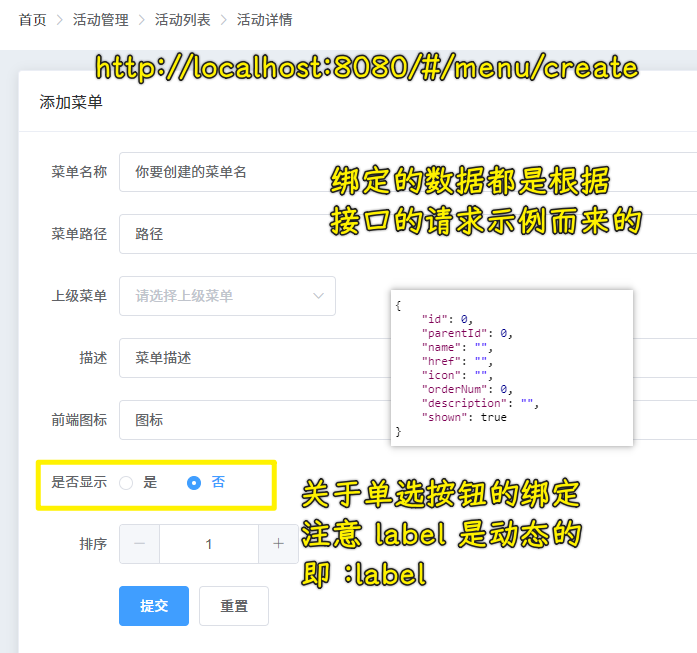 首页 > 活动管理 > 活动列表 > 活动详情
http://localhost:8080/#/menu/create
添加菜单
菜单名称 你要创建的菜单名
绑定的数据都是根据
接口的请求示例而来的
菜单路径 路径
上级菜单 请选择上级菜单
{
"id": 0,
"parentId": 0,
"name": "",
"href": "",
"icon": "",
"orderNum": 0,
"description": "",
"shown": true
}
描述 菜单描述
前端图标 图标
是否显示 是 否
关于单选按钮的绑定
注意 label 是动态的
即 :label
排序 − 1 +
提交 重置